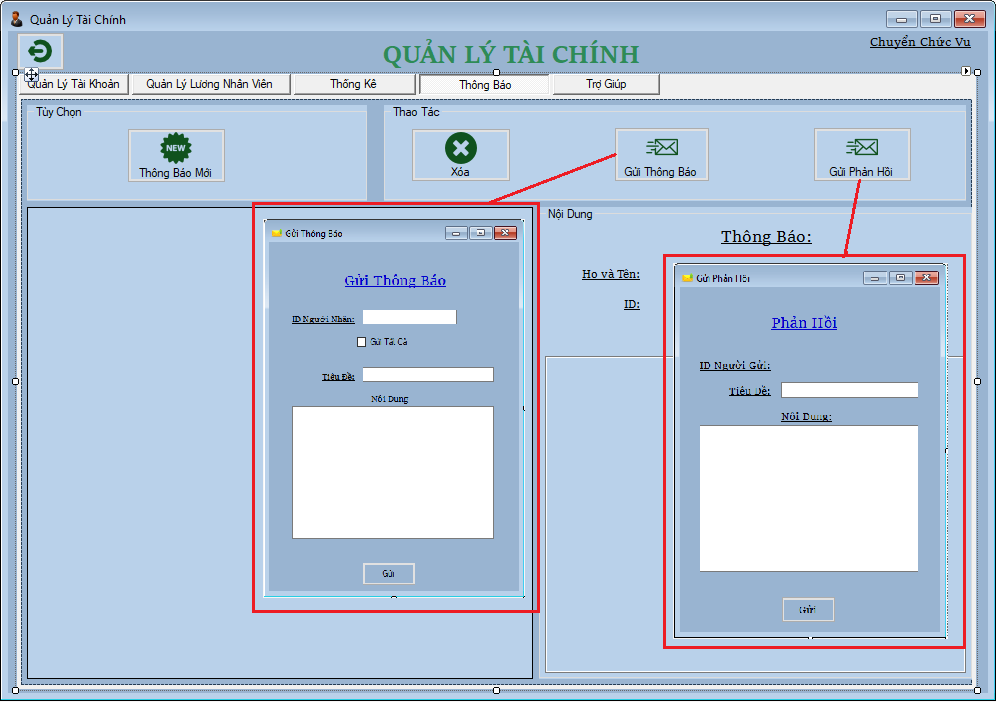 Quản Lý Tài Chính
QUẢN LÝ TÀI CHÍNH
Chuyển Chức Vụ
Quản Lý Tài Khoản
Quản Lý Lương Nhân Viên
Thống Kê
Thông Báo
Trợ Giúp
Tùy Chọn
NEW
Thông Báo Mới
Thao Tác
Xóa
Gửi Thông Báo
Gửi Phản Hồi
Nội Dung
Thông Báo:
Họ và Tên:
ID:
Gửi Thông Báo
Gửi Thông Báo
ID Người Nhận:
Gửi Tất Cả
Tiêu Đề:
Nội Dung
Gửi
Gửi Phản Hồi
Phản Hồi
ID Người Gửi:
Tiêu Đề:
Nội Dung:
Gửi